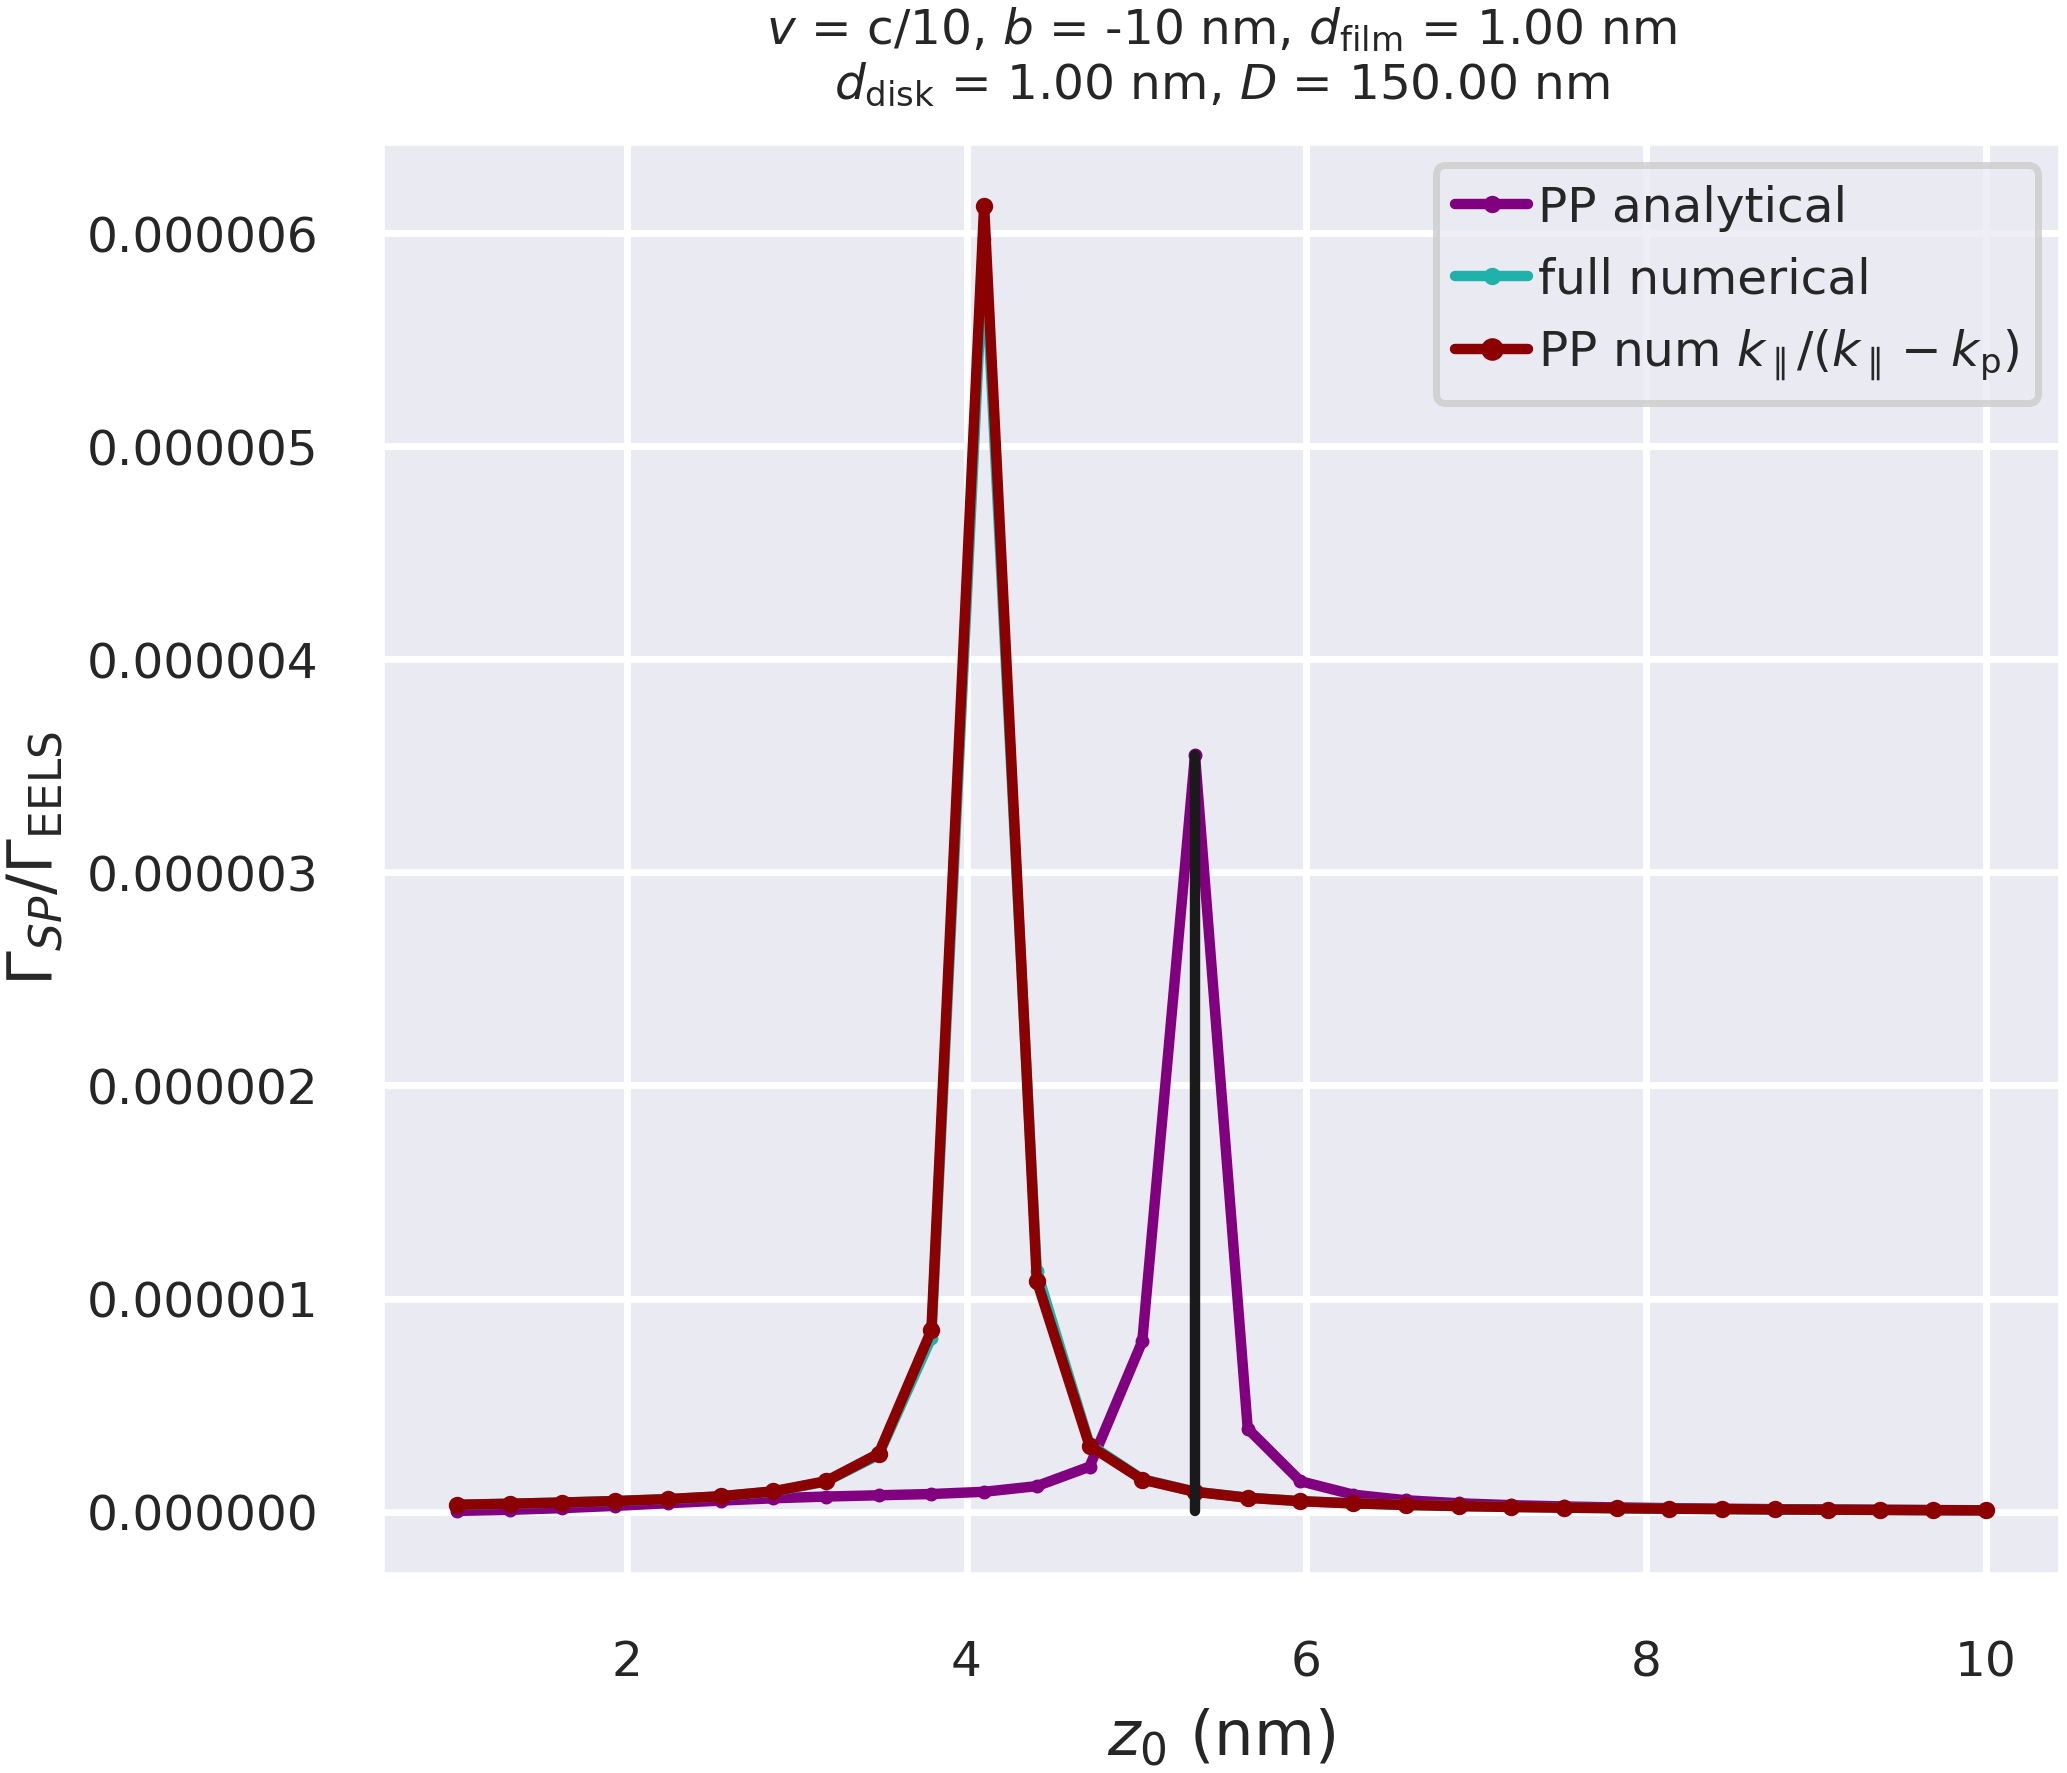 v = c/10, b = -10 nm, d_film = 1.00 nm
d_disk = 1.00 nm, D = 150.00 nm
PP analytical
full numerical
PP num k_∥/(k_∥ − k_p)
0.000006
0.000005
0.000004
0.000003
0.000002
0.000001
0.000000
Γ_SP/Γ_EELS
2 4 6 8 10
z_0 (nm)